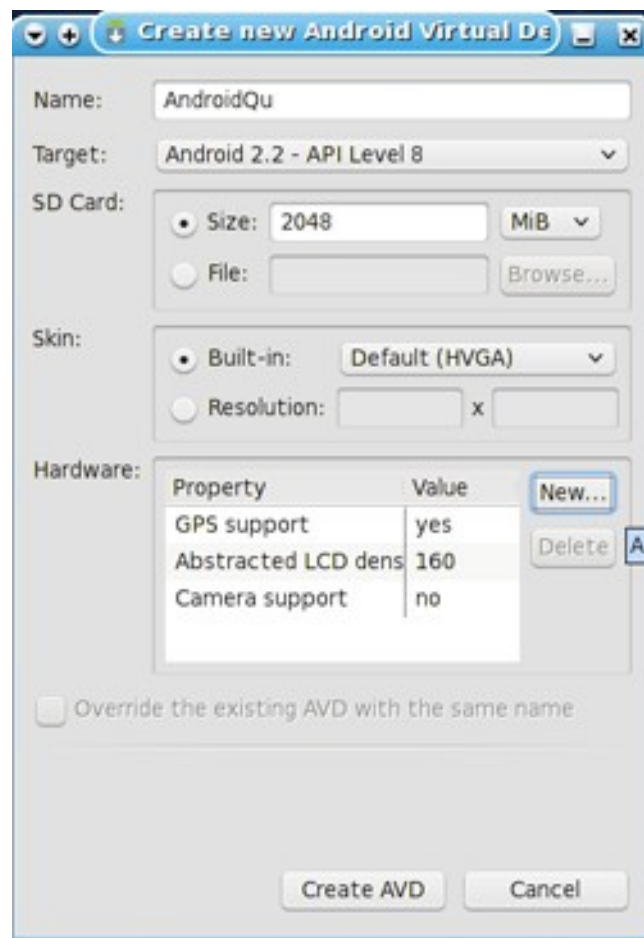 Create new Android Virtual De
Name: AndroidQu
Target: Android 2.2 - API Level 8
SD Card:
Size: 2048 MiB
File: Browse...
Skin:
Built-in: Default (HVGA)
Resolution: x
Hardware:
Property Value New...
GPS support yes
Abstracted LCD dens 160 Delete A
Camera support no
Override the existing AVD with the same name
Create AVD Cancel